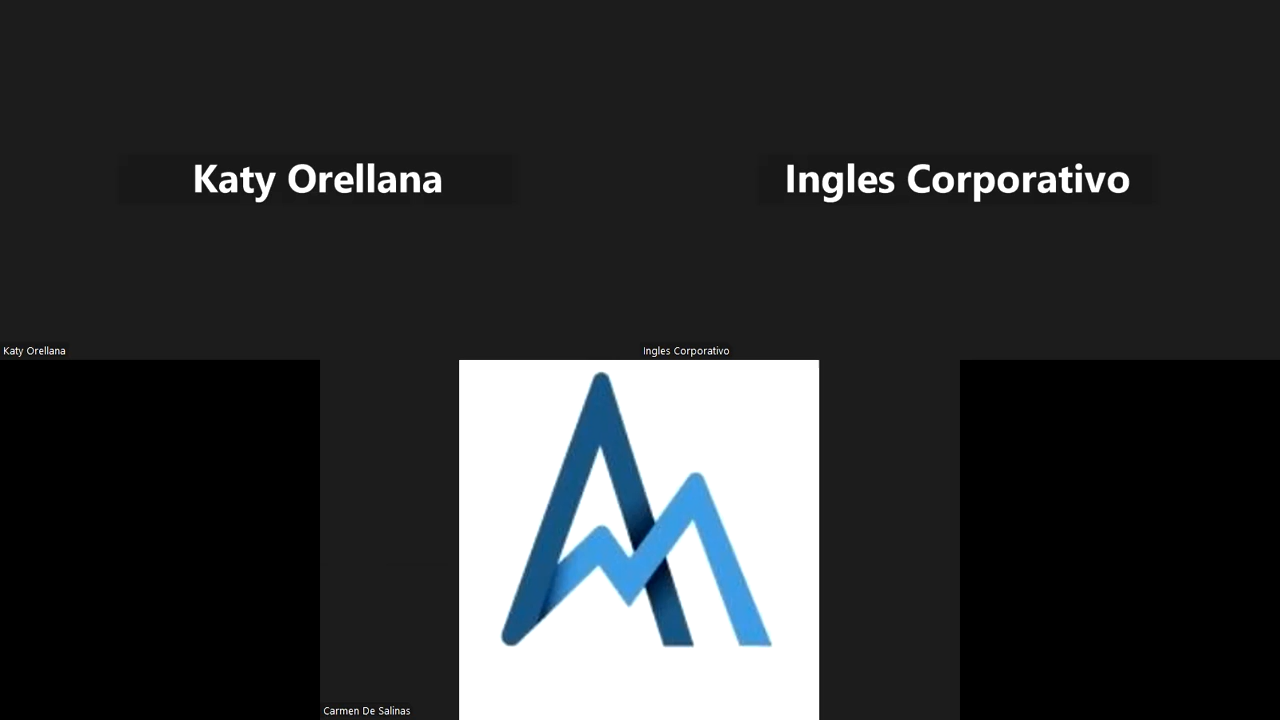 Katy Orellana
Ingles Corporativo
Katy Orellana
Ingles Corporativo
Carmen De Salinas